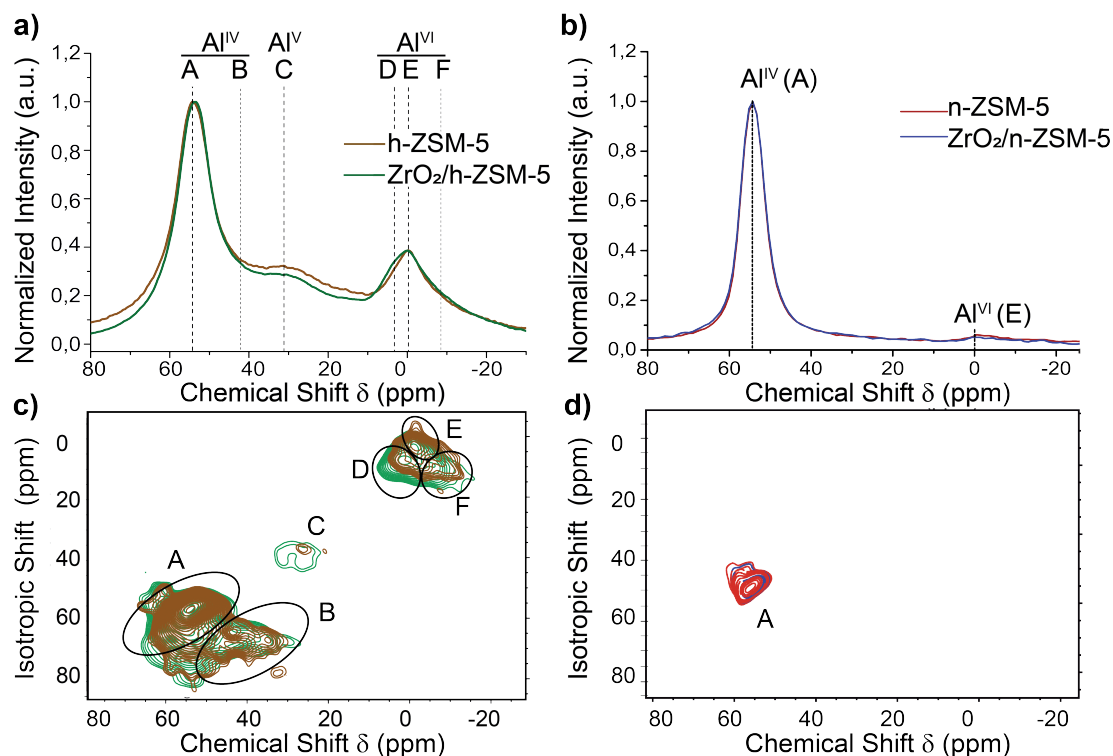 a)
Al^IV Al^V Al^VI
A B C D E F
1,2
1,0
0,8
0,6
0,4
0,2
0,0
Normalized Intensity (a.u.)
h-ZSM-5
ZrO₂/h-ZSM-5
80 60 40 20 0 -20
Chemical Shift δ (ppm)
b)
Al^IV (A)
1,2
1,0
0,8
0,6
0,4
0,2
0,0
Normalized Intensity (a.u.)
n-ZSM-5
ZrO₂/n-ZSM-5
Al^VI (E)
80 60 40 20 0
Chemical Shift δ (ppm)
c)
0
20
40
60
80
Isotropic Shift (ppm)
E
D
F
C
A
B
80 60 40 20 0 -20
Chemical Shift δ (ppm)
d)
0
20
40
60
80
Isotropic Shift (ppm)
A
80 60 40 20 0 -20
Chemical Shift δ (ppm)